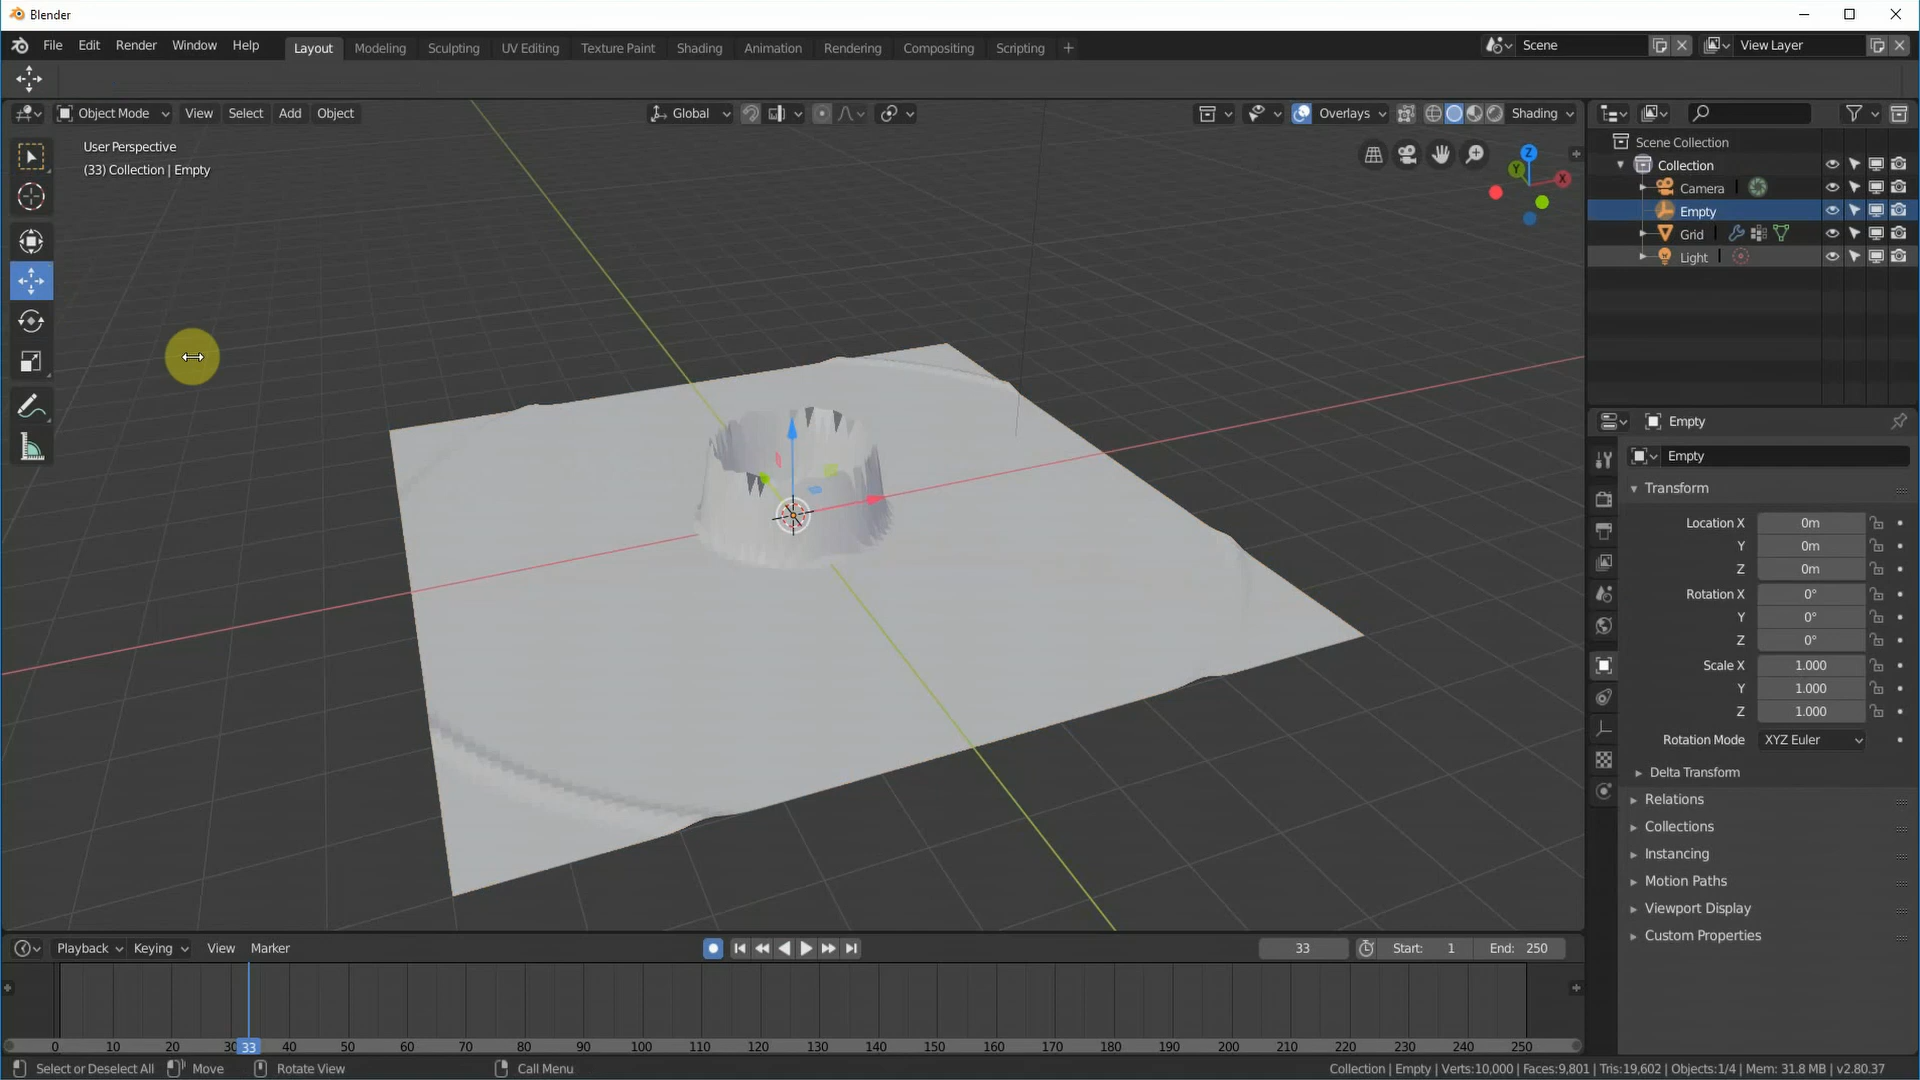 Blender
File Edit Render Window Help Layout Modeling Sculpting UV Editing Texture Paint Shading Animation Rendering Compositing Scripting + Scene View Layer
Object Mode View Select Add Object Global Overlays Shading
User Perspective
(33) Collection | Empty
Z
Y
X
Scene Collection
Collection
Camera
Empty
Grid
Light
Empty
Empty
Transform
Location X 0m
Y 0m
Z 0m
Rotation X 0°
Y 0°
Z 0°
Scale X 1.000
Y 1.000
Z 1.000
Rotation Mode XYZ Euler
Delta Transform
Relations
Collections
Instancing
Motion Paths
Viewport Display
Custom Properties
Playback Keying View Marker 33 Start: 1 End: 250
0 10 20 30 33 40 50 60 70 80 90 100 110 120 130 140 150 160 170 180 190 200 210 220 230 240 250
Select or Deselect All Move Rotate View Call Menu Collection | Empty | Verts:10,000 | Faces:9,801 | Tris:19,602 | Objects:1/4 | Mem: 31.8 MB | v2.80.37